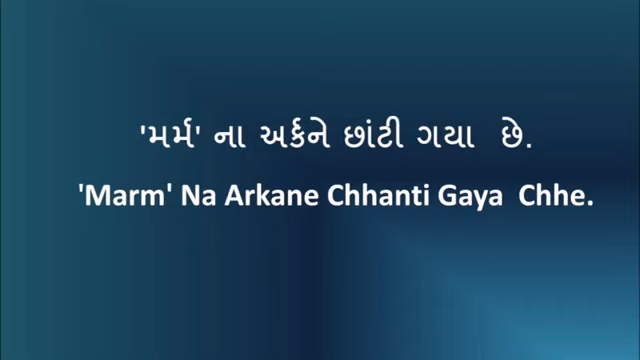 'મર્મ' ના અર્કને છાંટી ગયા  છે.
'Marm' Na Arkane Chhanti Gaya  Chhe.